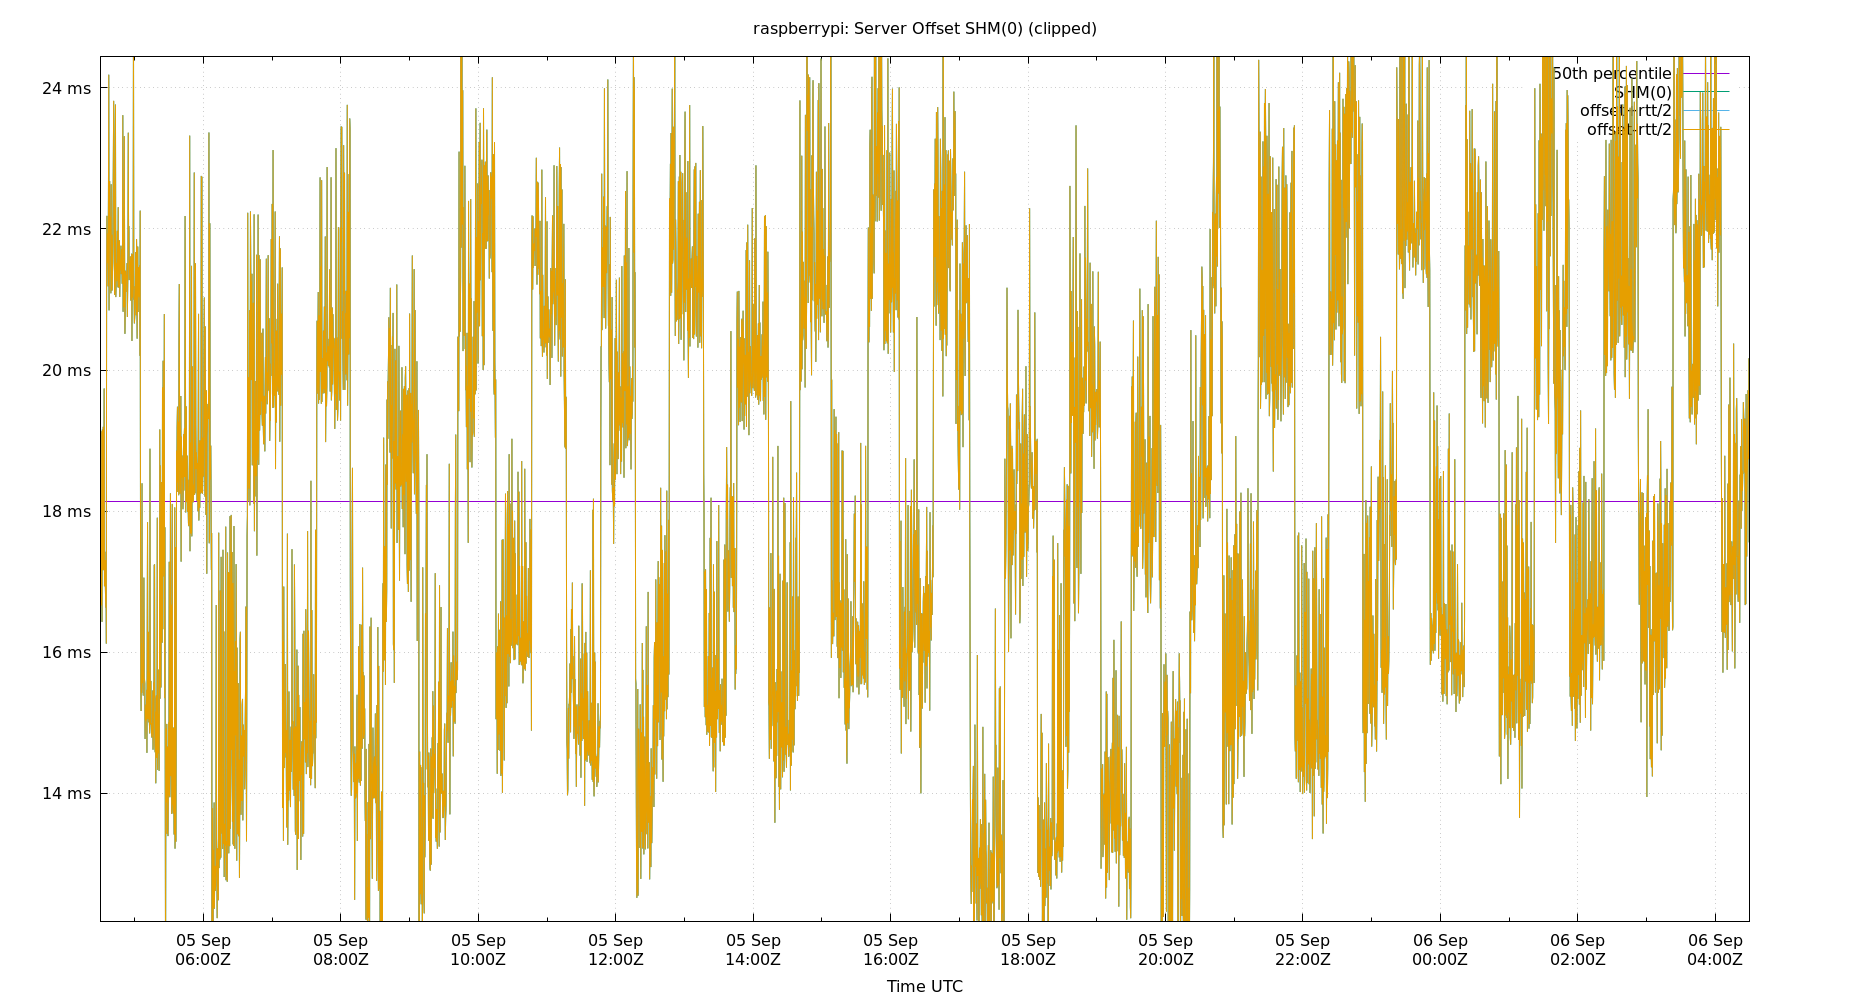 raspberrypi: Server Offset SHM(0) (clipped)
24 ms
22 ms
20 ms
18 ms
16 ms
14 ms
50th percentile
SHM(0)
offset+rtt/2
offset-rtt/2
05 Sep 05 Sep 05 Sep 05 Sep 05 Sep 05 Sep 05 Sep 05 Sep 05 Sep 06 Sep 06 Sep 06 Sep
06:00Z 08:00Z 10:00Z 12:00Z 14:00Z 16:00Z 18:00Z 20:00Z 22:00Z 00:00Z 02:00Z 04:00Z
Time UTC